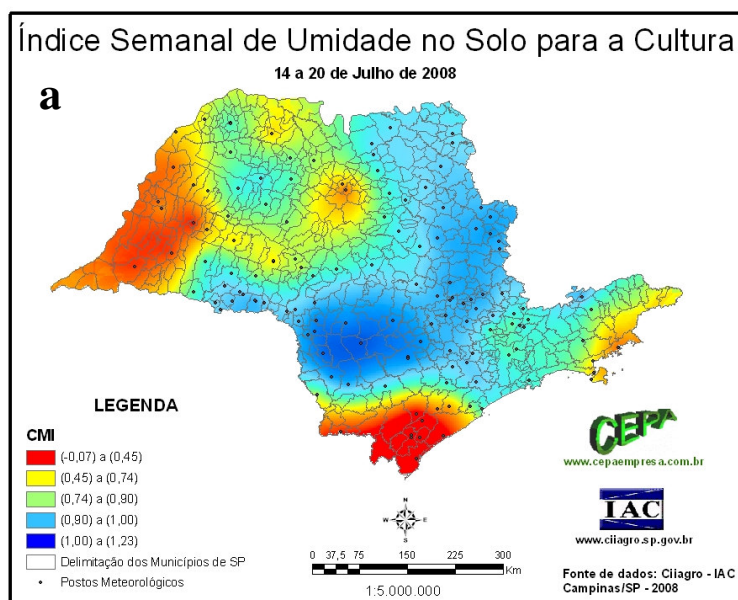 Índice Semanal de Umidade no Solo para a Cultura
14 a 20 de Julho de 2008
a
LEGENDA
CMI
(-0,07) a (0,45)
(0,45) a (0,74)
(0,74) a (0,90)
(0,90) a (1,00)
(1,00) a (1,23)
Delimitação dos Municípios de SP
Postos Meteorológicos
N
W E
S
0 37,5 75 150 225 300
Km
1:5.000.000
CEPA
www.cepaempresa.com.br
IAC
www.ciiagro.sp.gov.br
Fonte de dados: Ciiagro - IAC
Campinas/SP - 2008